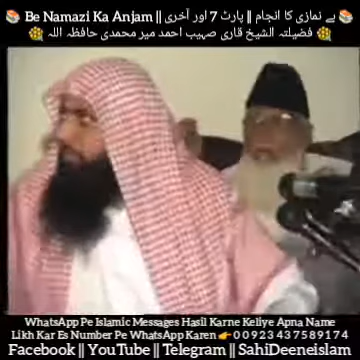 📚 Be Namazi Ka Anjam || بے نمازی کا انجام || پارٹ 7 اور آخری 📚
💐 فضیلتہ الشیخ قاری صہیب احمد میر محمدی حافظہ اللہ 💐
WhatsApp Pe Islamic Messages Hasil Karne Keliye Apna Name
Likh Kar Es Number Pe WhatsApp Karen 👉 00923437589174
Facebook || YouTube || Telegram || SahiDeeneislam